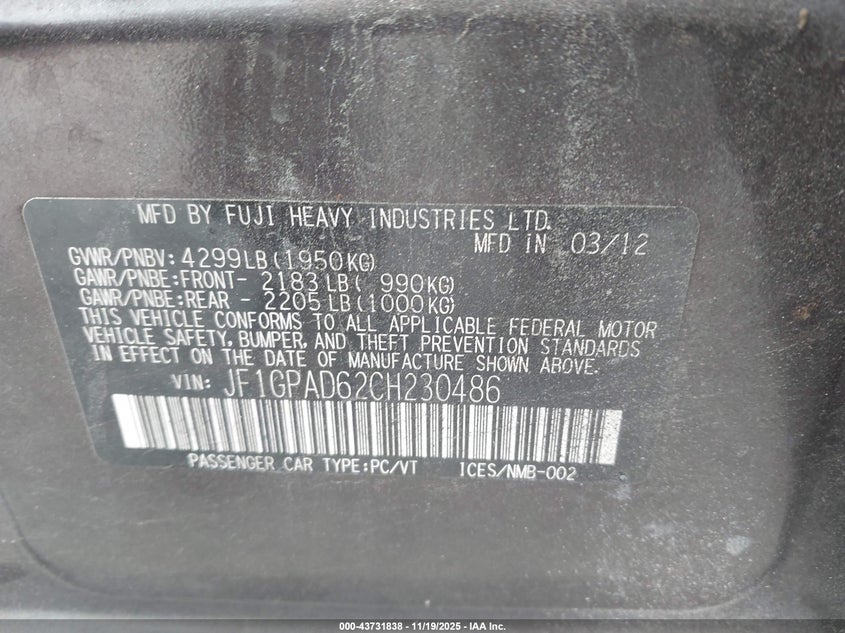 MFD BY FUJI HEAVY INDUSTRIES LTD.
MFD IN 03/12
GVWR/PNBV: 4299LB(1950KG)
GAWR/PNBE:FRONT- 2183LB( 990KG)
GAWR/PNBE:REAR - 2205LB(1000KG)
THIS VEHICLE CONFORMS TO ALL APPLICABLE FEDERAL MOTOR
VEHICLE SAFETY, BUMPER, AND THEFT PREVENTION STANDARDS
IN EFFECT ON THE DATE OF MANUFACTURE SHOWN ABOVE.
VIN: JF1GPAD62CH230486
PASSENGER CAR TYPE:PC/VT ICES/NMB-002
000-43731838 - 11/19/2025 - IAA Inc.